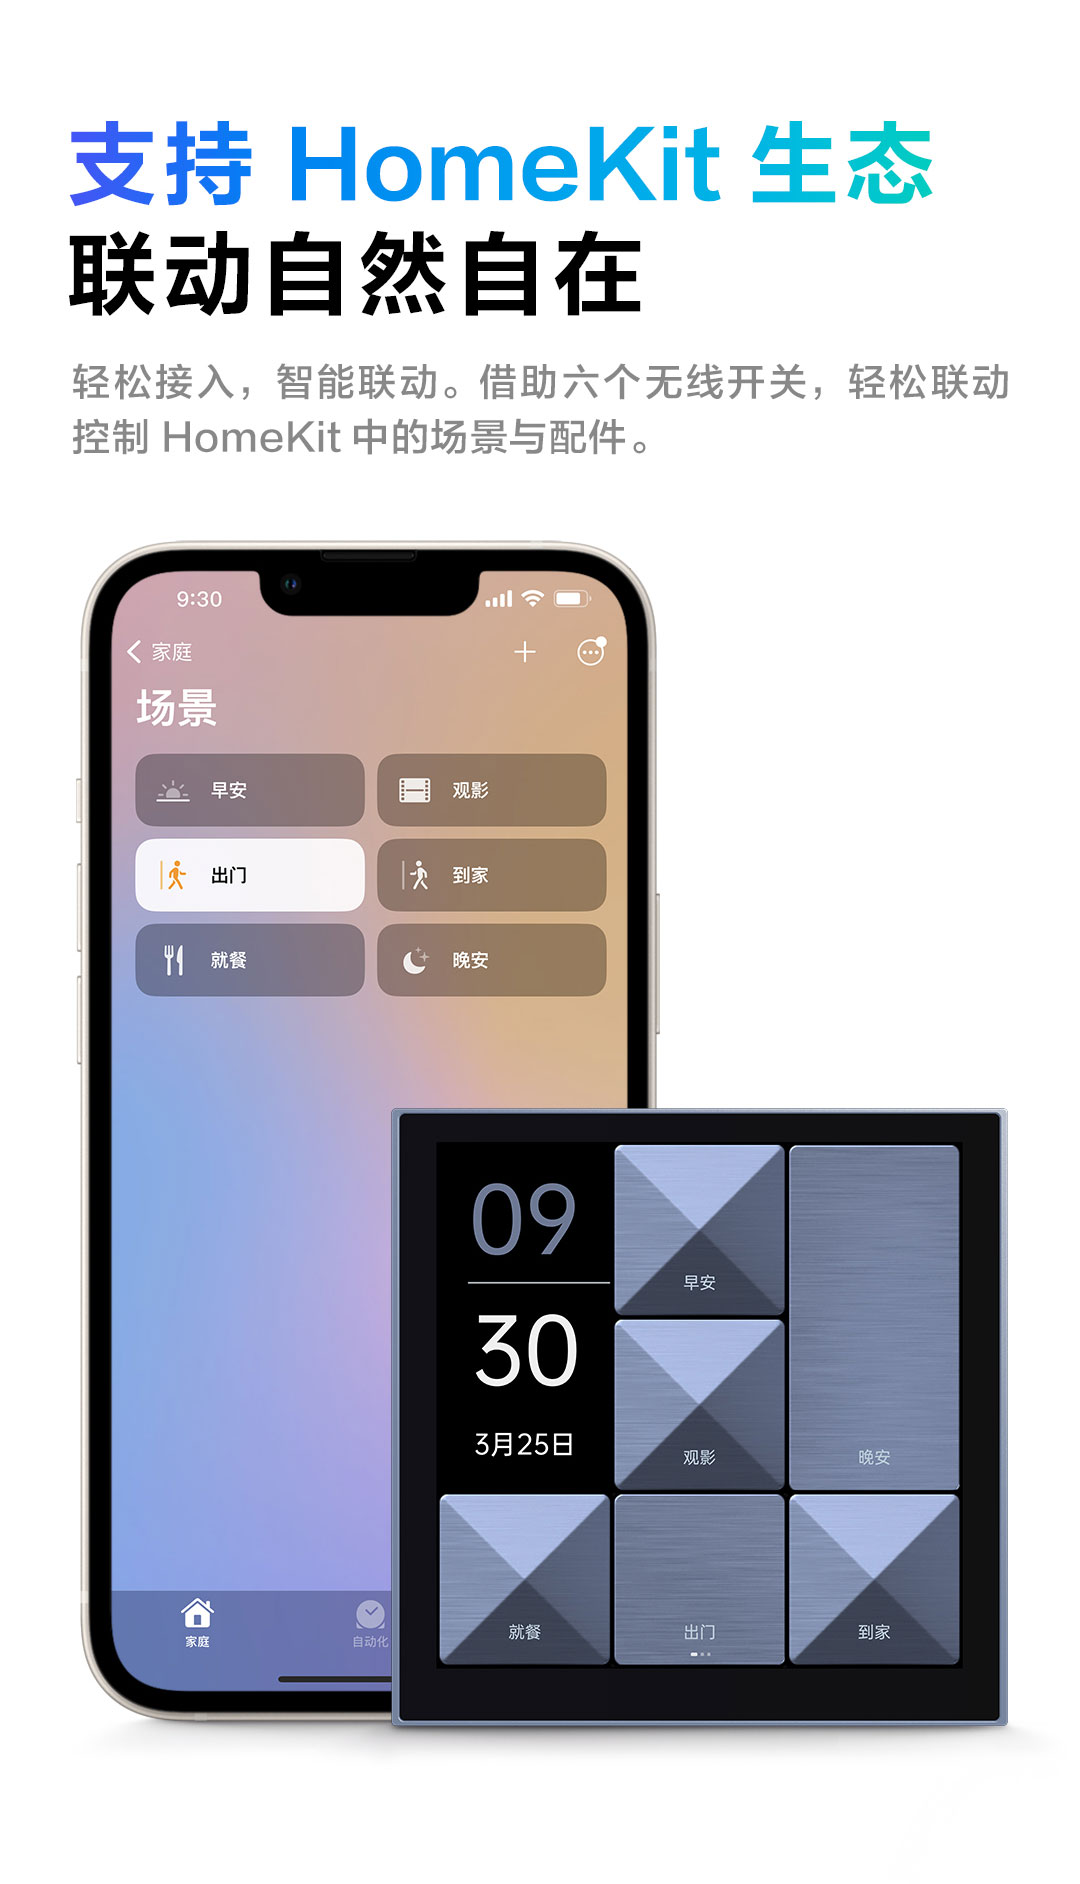 支持 HomeKit 生态
联动自然自在
轻松接入，智能联动。借助六个无线开关，轻松联动
控制 HomeKit 中的场景与配件。
9:30
家庭
场景
早安
观影
出门
到家
就餐
晚安
家庭
自动化
09
30
3月25日
早安
观影
晚安
就餐
出门
到家